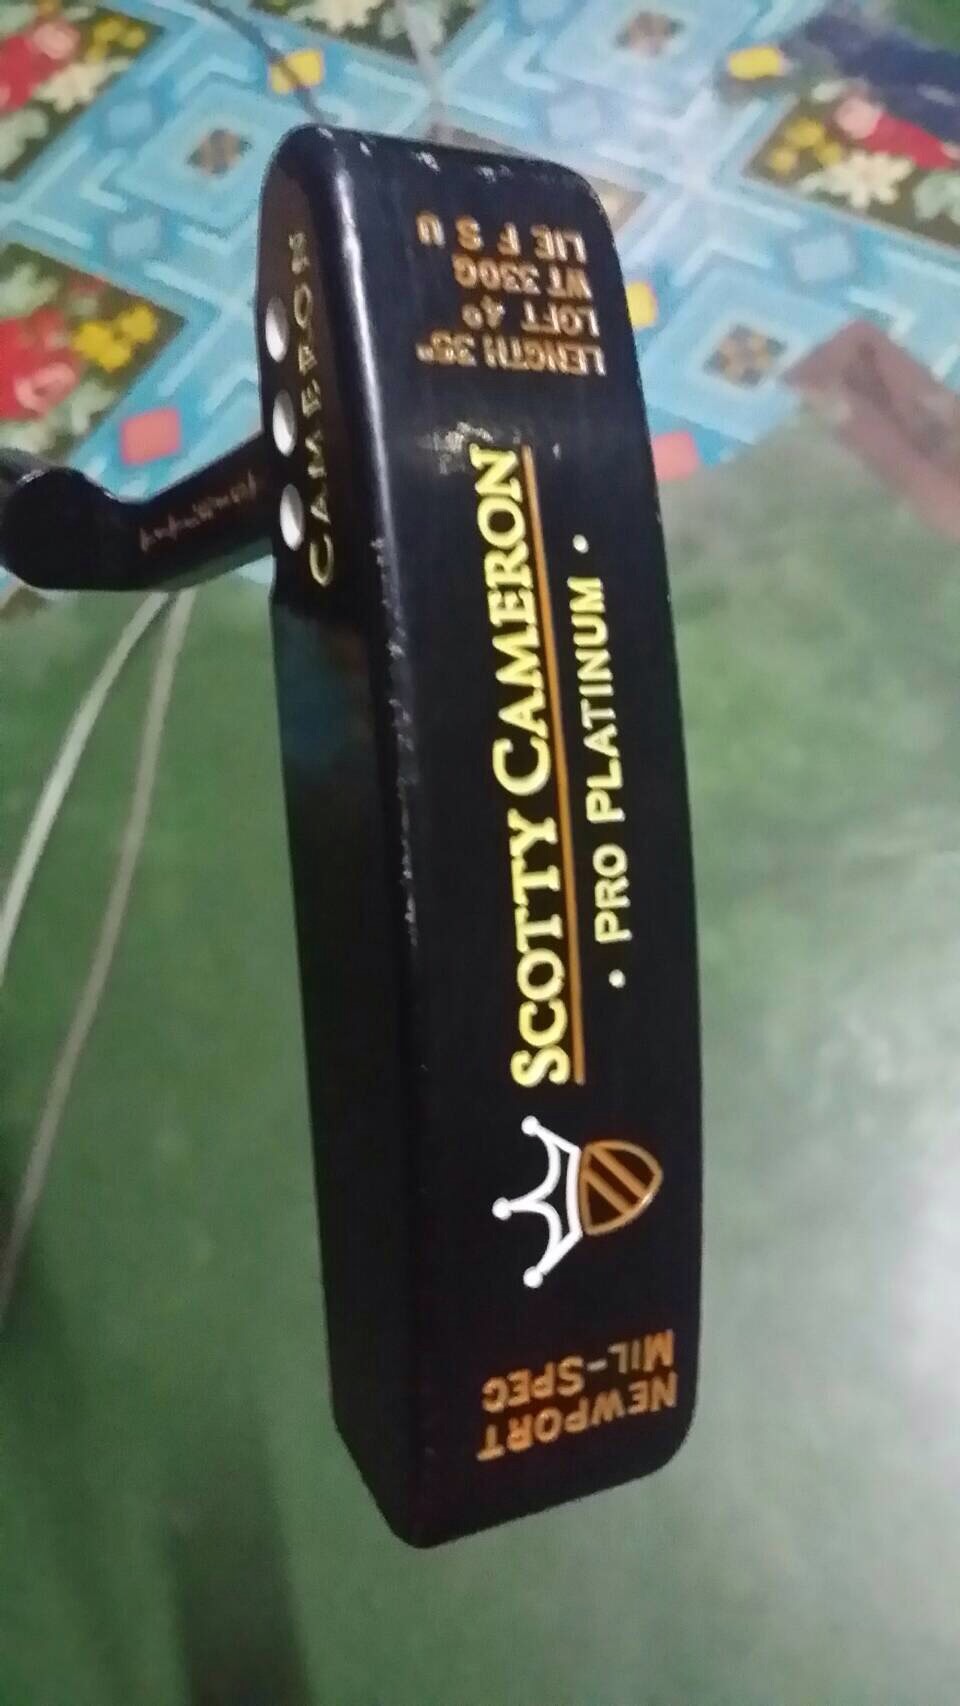 SCOTTY CAMERON
• PRO PLATINUM •
NEWPORT
MIL-SPEC
LENGTH 35"
LOFT 4°
WT 330G
LIE F S U
CAMERON